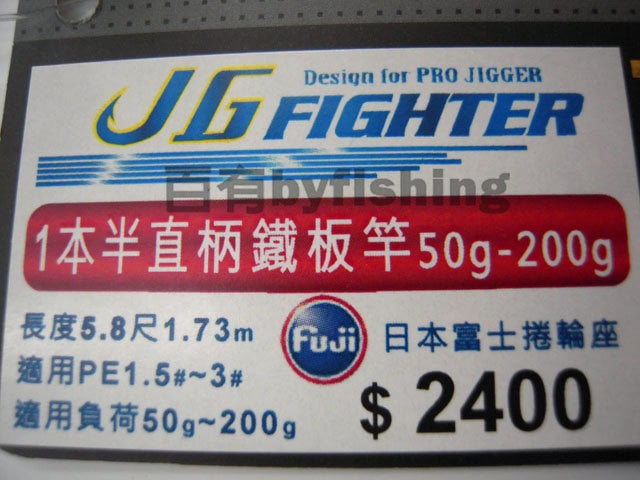 Design for PRO JIGGER
JG FIGHTER
百有byfishing
1本半直柄鐵板竿50g-200g
長度5.8尺1.73m
適用PE1.5#~3#
適用負荷50g~200g
Fuji
日本富士捲輪座
$ 2400